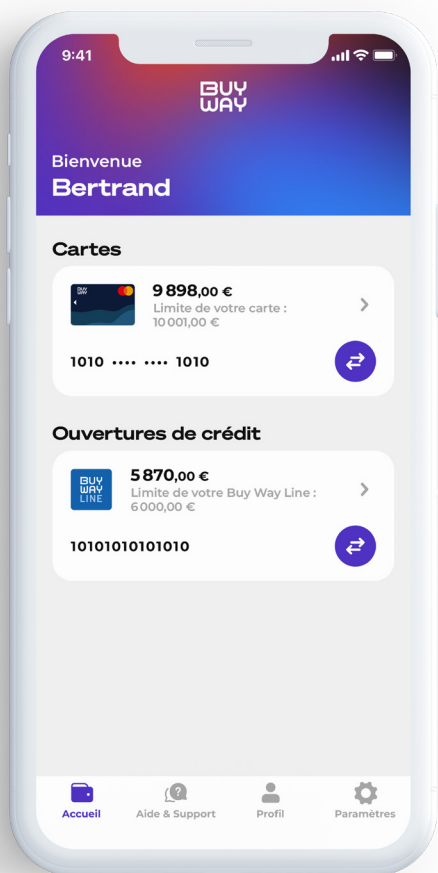 9:41
BUY
WAY
Bienvenue
Bertrand
Cartes
BUY
WAY
9 898,00 €
Limite de votre carte :
10 001,00 €
1010 •••• •••• 1010
Ouvertures de crédit
BUY
WAY
LINE
5 870,00 €
Limite de votre Buy Way Line :
6 000,00 €
10101010101010
?
Accueil
Aide & Support
Profil
Paramètres